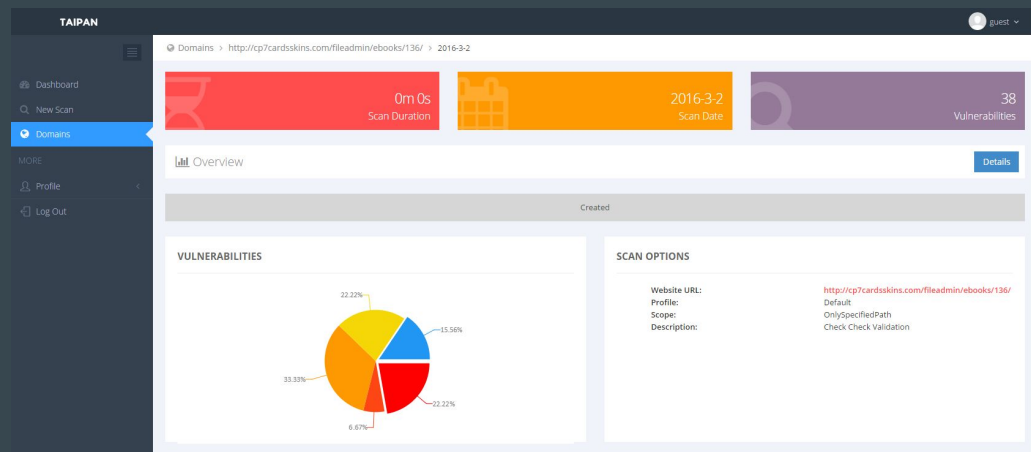 TAIPAN
guest
Domains > http://cp7cardsskins.com/fileadmin/ebooks/136/ > 2016-3-2
Dashboard
New Scan
Domains
MORE
Profile
Log Out
0m 0s
Scan Duration
2016-3-2
Scan Date
38
Vulnerabilities
Overview
Details
Created
VULNERABILITIES
22.22%
15.56%
33.33%
22.22%
6.67%
SCAN OPTIONS
Website URL: http://cp7cardsskins.com/fileadmin/ebooks/136/
Profile: Default
Scope: OnlySpecifiedPath
Description: Check Check Validation